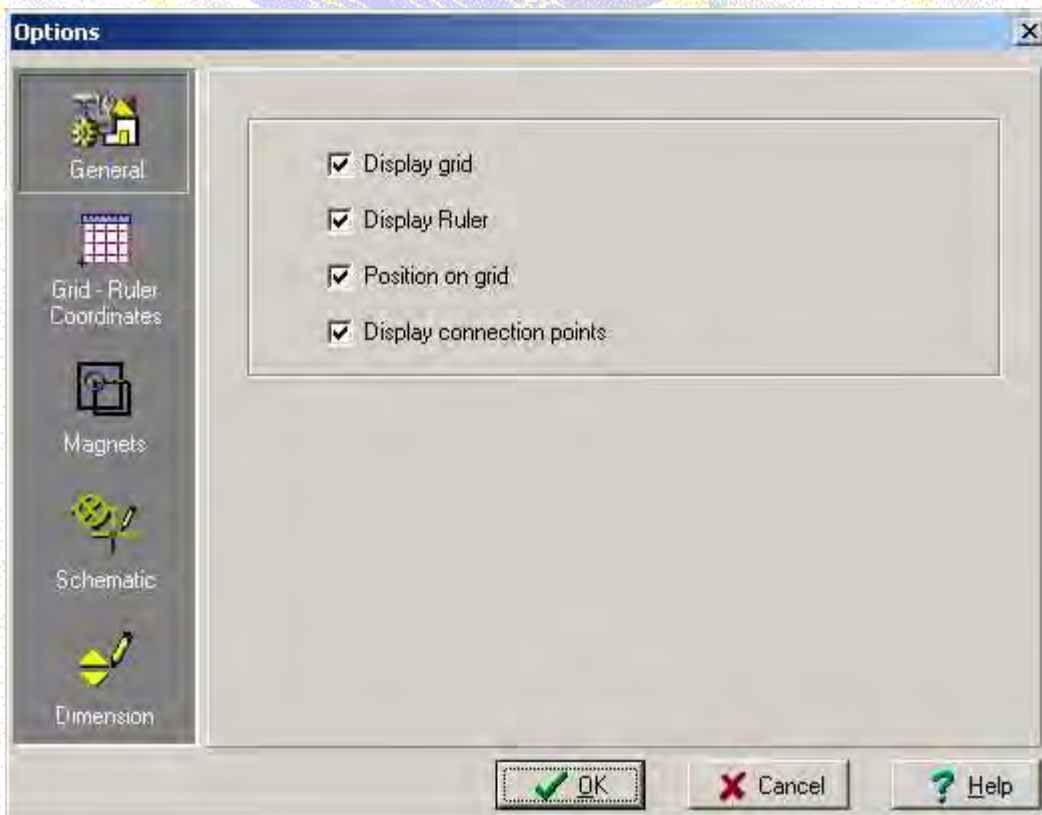 Options
General
Grid - Ruler
Coordinates
Magnets
Schematic
Dimension
Display grid
Display Ruler
Position on grid
Display connection points
OK
Cancel
Help